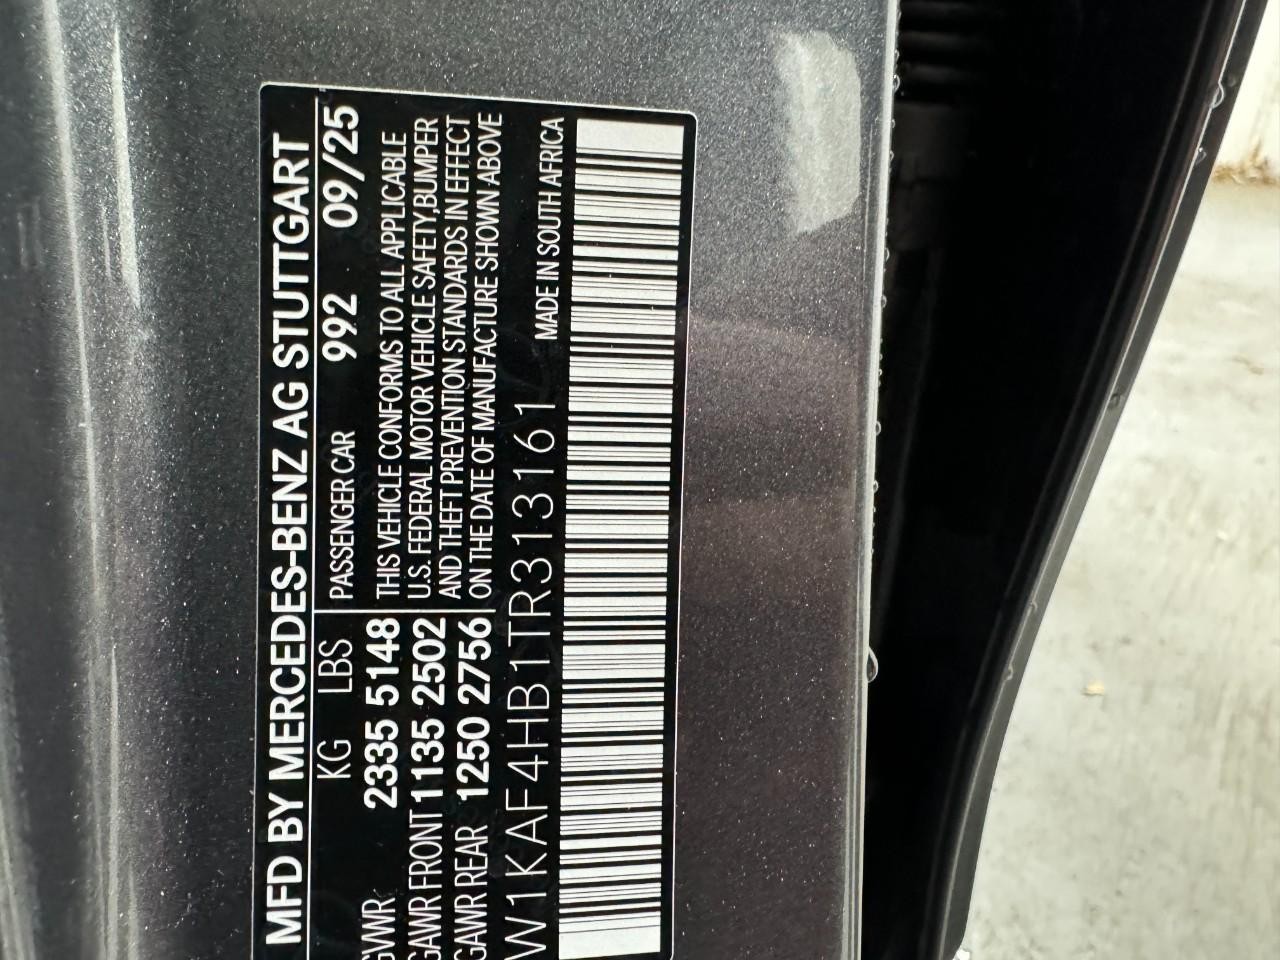 MFD BY MERCEDES-BENZ AG STUTTGART
KG LBS
GVWR 2335 5148
GAWR FRONT 1135 2502
GAWR REAR 1250 2756
PASSENGER CAR 992 09/25
THIS VEHICLE CONFORMS TO ALL APPLICABLE
U.S. FEDERAL MOTOR VEHICLE SAFETY,BUMPER
AND THEFT PREVENTION STANDARDS IN EFFECT
ON THE DATE OF MANUFACTURE SHOWN ABOVE
W1KAF4HB1TR313161 MADE IN SOUTH AFRICA